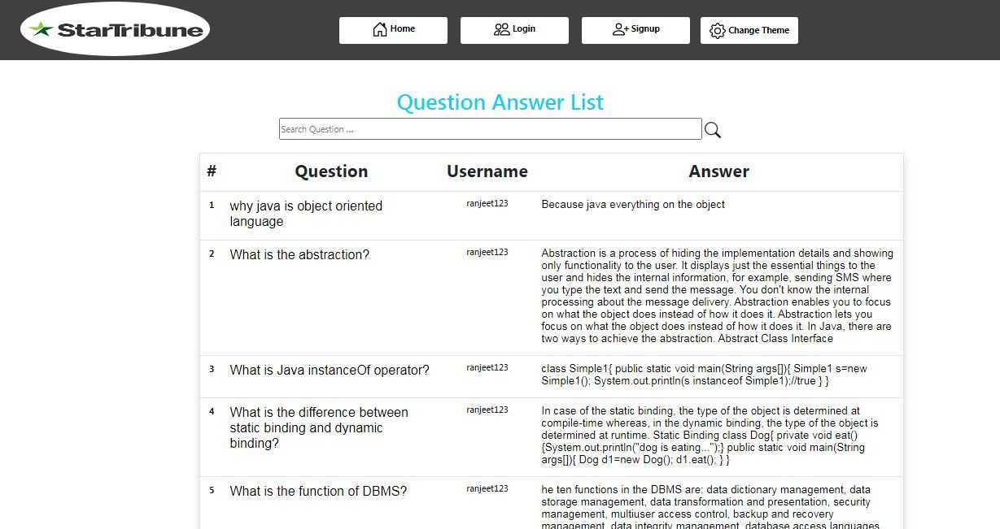 StarTribune
Home
Login
Signup
Change Theme
Question Answer List
Search Question ....
# Question Username Answer
1 why java is object oriented ranjeet123 Because java everything on the object
language
2 What is the abstraction? ranjeet123 Abstraction is a process of hiding the implementation details and showing
only functionality to the user. It displays just the essential things to the
user and hides the internal information, for example, sending SMS where
you type the text and send the message. You don't know the internal
processing about the message delivery. Abstraction enables you to focus
on what the object does instead of how it does it. Abstraction lets you
focus on what the object does instead of how it does it. In Java, there are
two ways to achieve the abstraction. Abstract Class Interface
3 What is Java instanceOf operator? ranjeet123 class Simple1{ public static void main(String args[]){ Simple1 s=new
Simple1(); System.out.println(s instanceof Simple1);//true } }
4 What is the difference between ranjeet123 In case of the static binding, the type of the object is determined at
static binding and dynamic compile-time whereas, in the dynamic binding, the type of the object is
binding? determined at runtime. Static Binding class Dog{ private void eat()
{System.out.println("dog is eating...");} public static void main(String
args[]){ Dog d1=new Dog(); d1.eat(); } }
5 What is the function of DBMS? ranjeet123 he ten functions in the DBMS are: data dictionary management, data
storage management, data transformation and presentation, security
management, multiuser access control, backup and recovery
management, data integrity management, database access languages